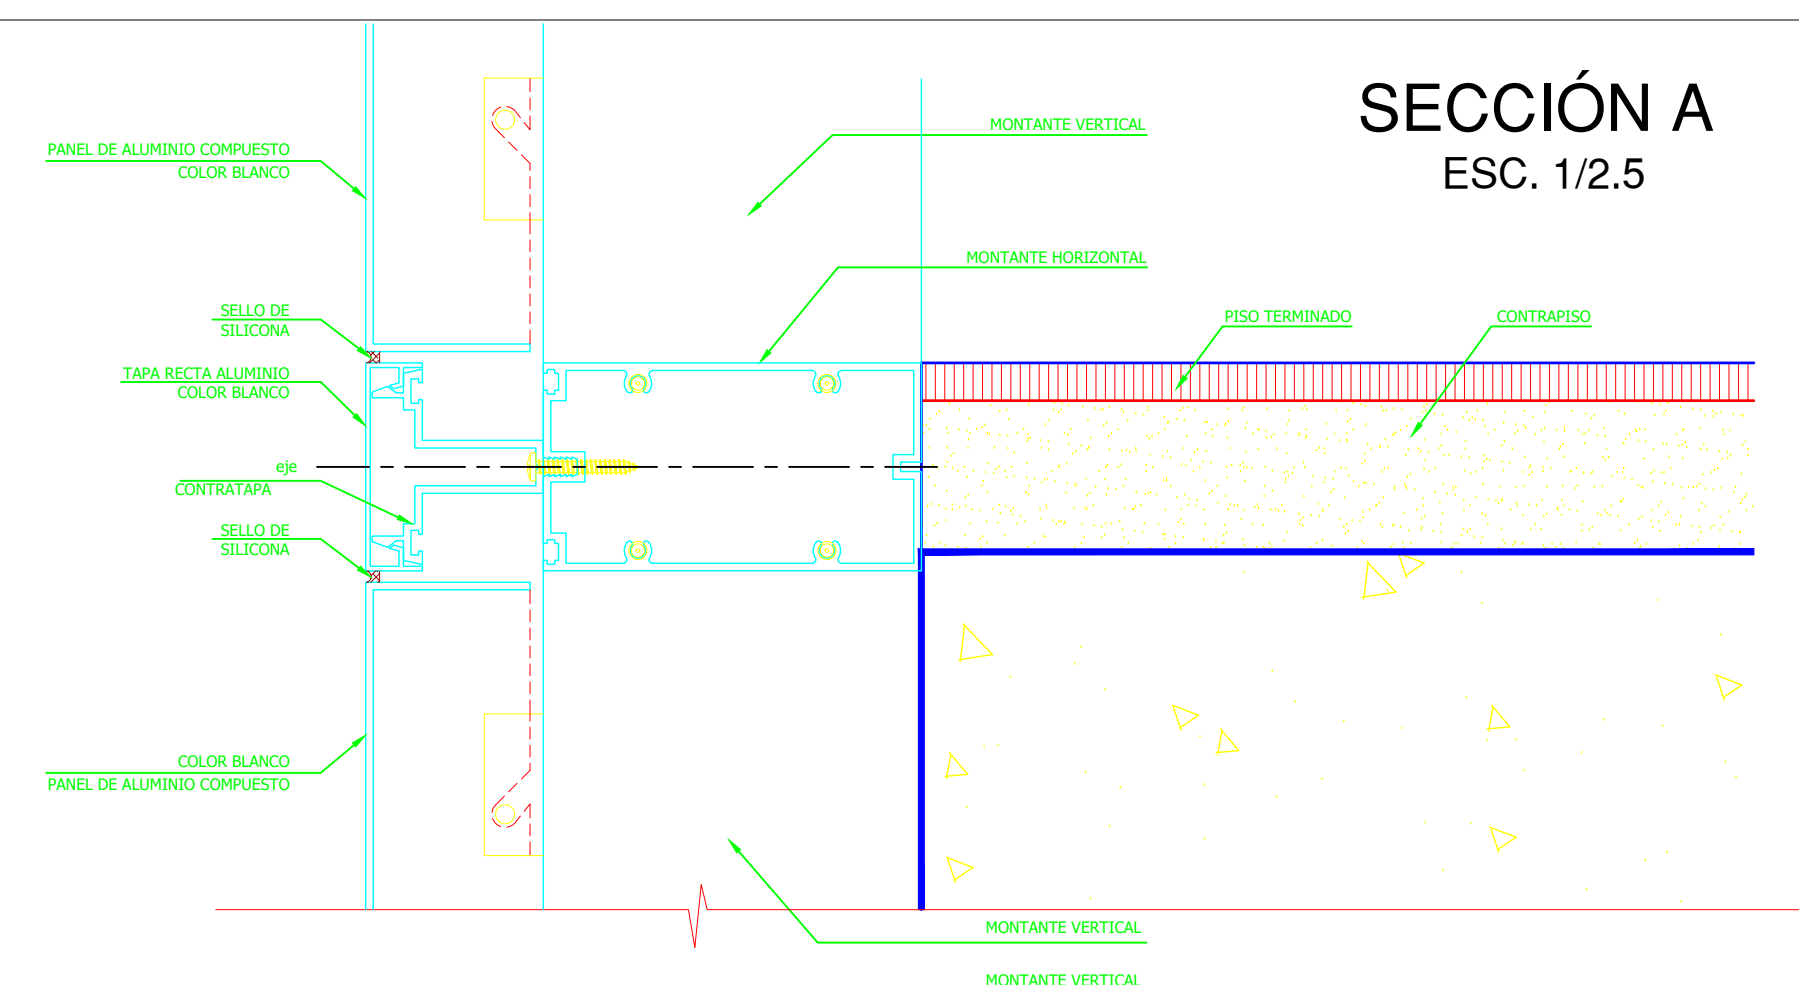 SECCIÓN A
ESC. 1/2.5
MONTANTE VERTICAL
PANEL DE ALUMINIO COMPUESTO
COLOR BLANCO
MONTANTE HORIZONTAL
SELLO DE
SILICONA
PISO TERMINADO
CONTRAPISO
TAPA RECTA ALUMINIO
COLOR BLANCO
eje
CONTRATAPA
SELLO DE
SILICONA
COLOR BLANCO
PANEL DE ALUMINIO COMPUESTO
MONTANTE VERTICAL
MONTANTE VERTICAL